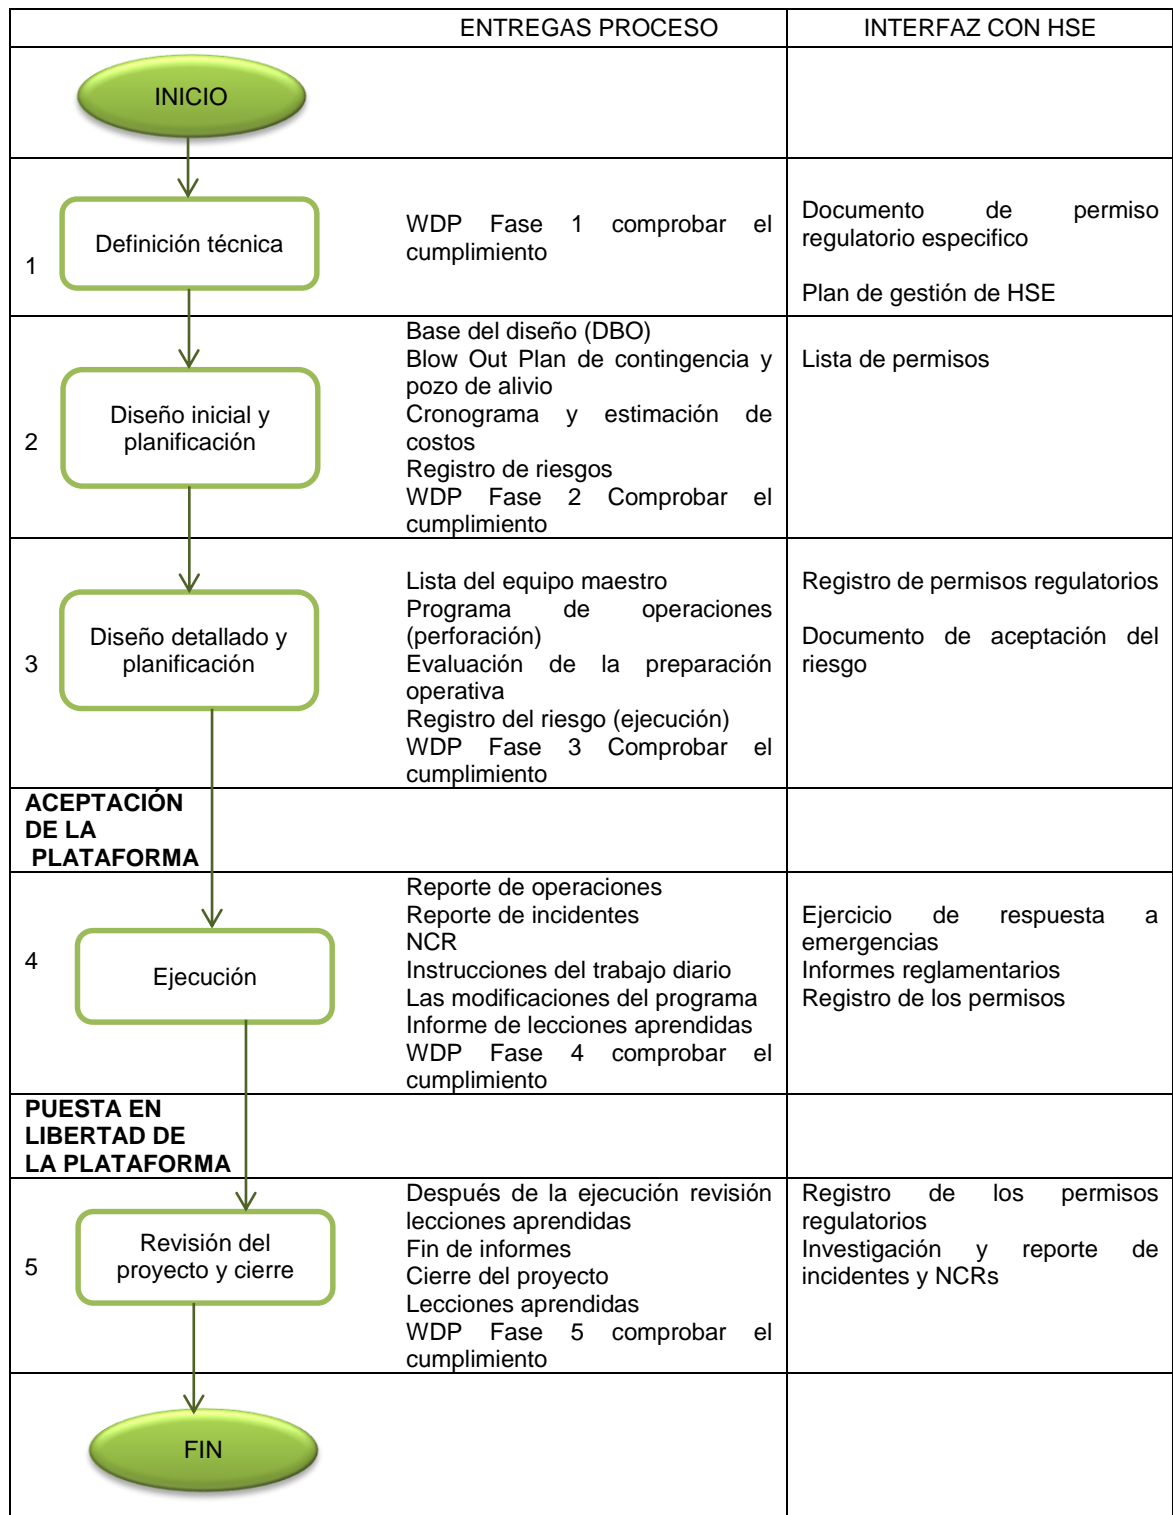 ENTREGAS PROCESO
INTERFAZ CON HSE
INICIO
1
Definición técnica
WDP Fase 1 comprobar el
cumplimiento
Documento de permiso
regulatorio especifico
Plan de gestión de HSE
2
Diseño inicial y
planificación
Base del diseño (DBO)
Blow Out Plan de contingencia y
pozo de alivio
Cronograma y estimación de
costos
Registro de riesgos
WDP Fase 2 Comprobar el
cumplimiento
Lista de permisos
3
Diseño detallado y
planificación
Lista del equipo maestro
Programa de operaciones
(perforación)
Evaluación de la preparación
operativa
Registro del riesgo (ejecución)
WDP Fase 3 Comprobar el
cumplimiento
Registro de permisos regulatorios
Documento de aceptación del
riesgo
ACEPTACIÓN
DE LA
PLATAFORMA
4
Ejecución
Reporte de operaciones
Reporte de incidentes
NCR
Instrucciones del trabajo diario
Las modificaciones del programa
Informe de lecciones aprendidas
WDP Fase 4 comprobar el
cumplimiento
Ejercicio de respuesta a
emergencias
Informes reglamentarios
Registro de los permisos
PUESTA EN
LIBERTAD DE
LA PLATAFORMA
5
Revisión del
proyecto y cierre
Después de la ejecución revisión
lecciones aprendidas
Fin de informes
Cierre del proyecto
Lecciones aprendidas
WDP Fase 5 comprobar el
cumplimiento
Registro de los permisos
regulatorios
Investigación y reporte de
incidentes y NCRs
FIN